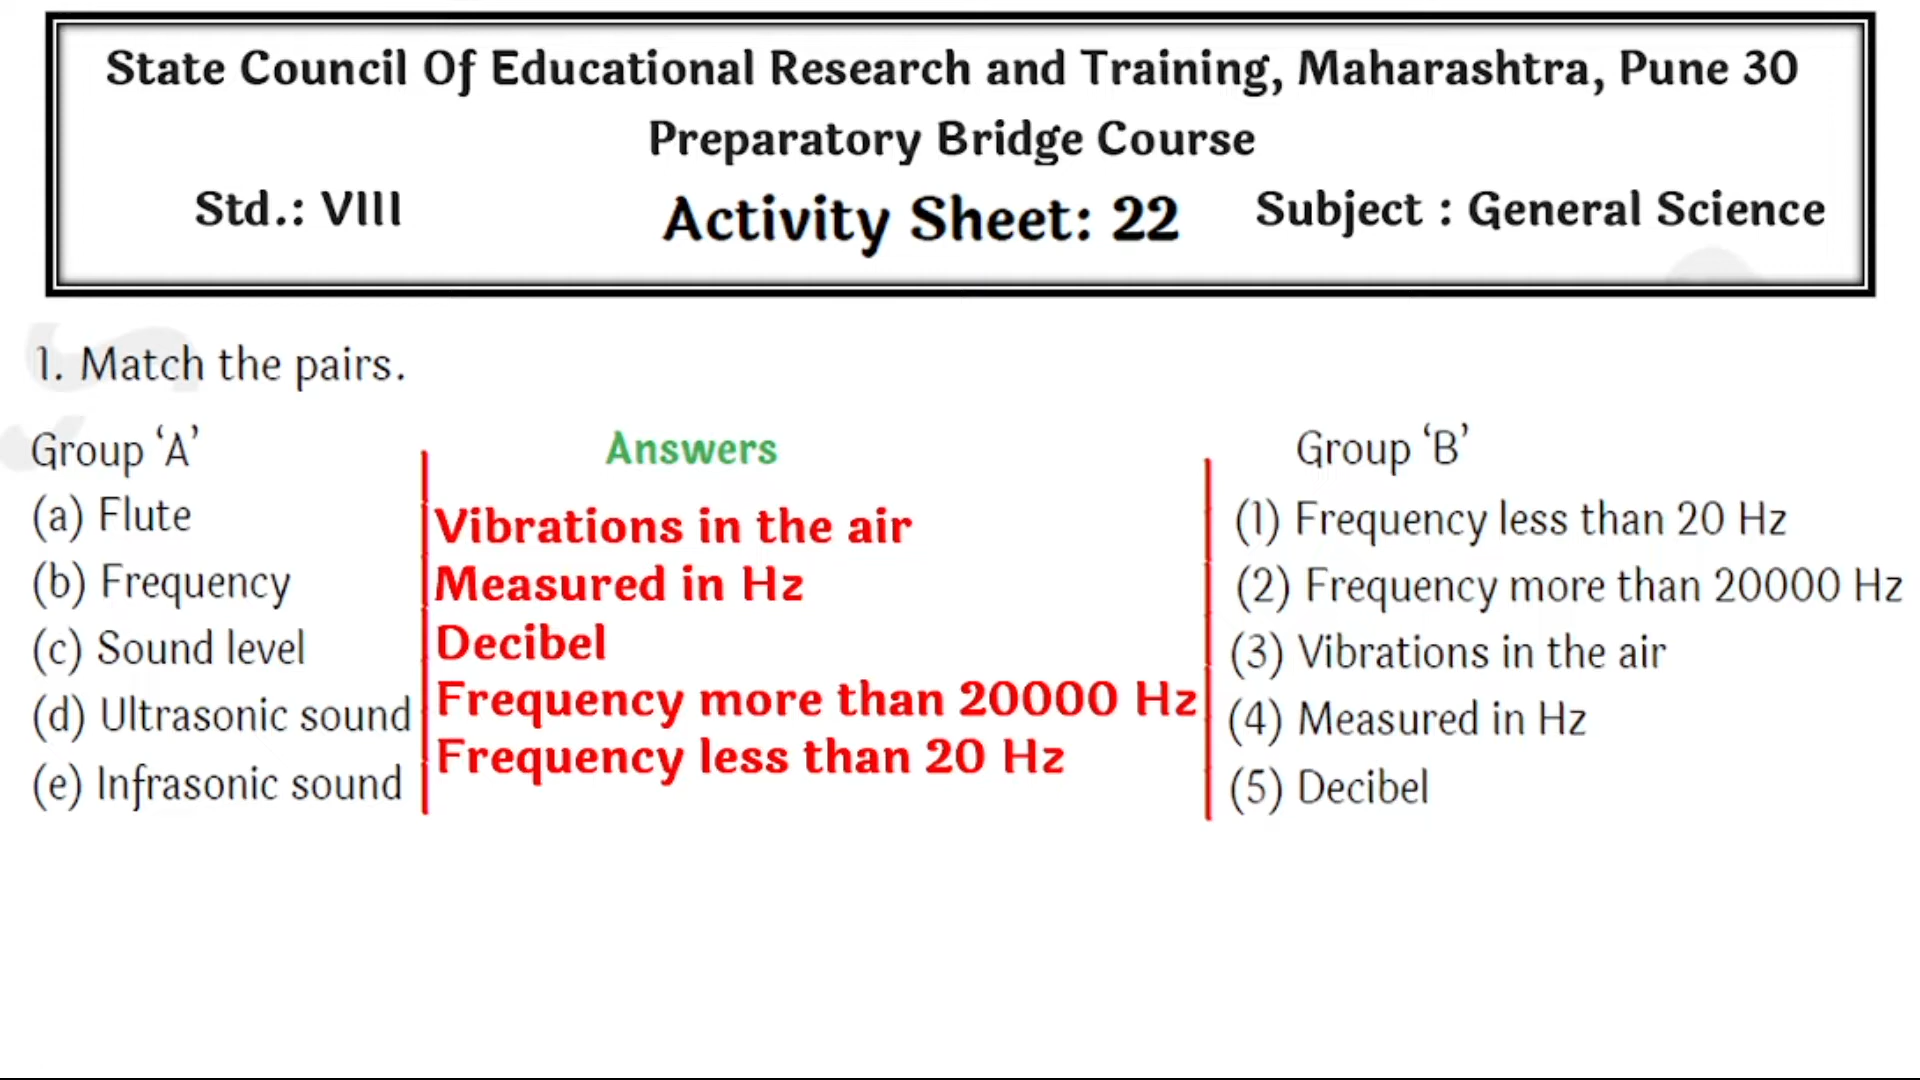 State Council Of Educational Research and Training, Maharashtra, Pune 30
Preparatory Bridge Course
Std.: VIII Activity Sheet: 22 Subject : General Science
1. Match the pairs.
Group ‘A’ Answers Group ‘B’
(a) Flute Vibrations in the air (1) Frequency less than 20 Hz
(b) Frequency Measured in Hz (2) Frequency more than 20000 Hz
(c) Sound level Decibel (3) Vibrations in the air
(d) Ultrasonic sound Frequency more than 20000 Hz (4) Measured in Hz
(e) Infrasonic sound Frequency less than 20 Hz (5) Decibel